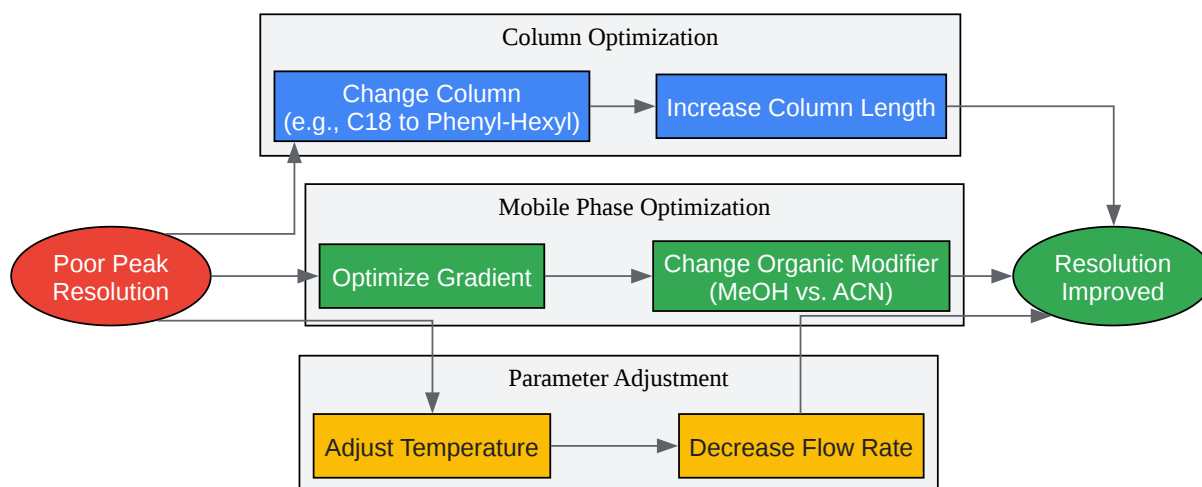 Column Optimization
Change Column
(e.g., C18 to Phenyl-Hexyl)
Increase Column Length
Mobile Phase Optimization
Poor Peak
Resolution
Optimize Gradient
Change Organic Modifier
(MeOH vs. ACN)
Resolution
Improved
Parameter Adjustment
Adjust Temperature
Decrease Flow Rate